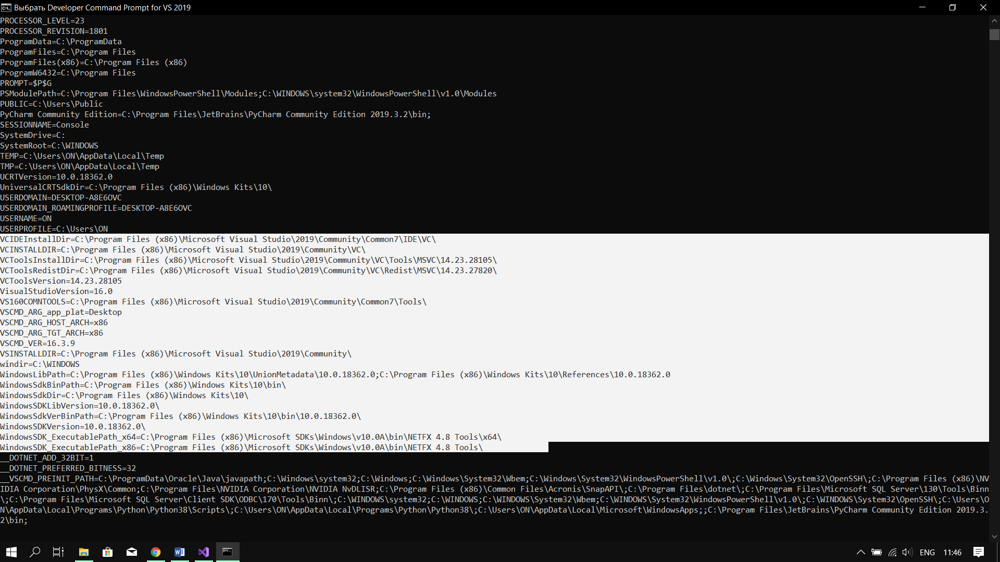 Выбрать Developer Command Prompt for VS 2019
PROCESSOR_LEVEL=23
PROCESSOR_REVISION=1801
ProgramData=C:\ProgramData
ProgramFiles=C:\Program Files
ProgramFiles(x86)=C:\Program Files (x86)
ProgramW6432=C:\Program Files
PROMPT=$P$G
PSModulePath=C:\Program Files\WindowsPowerShell\Modules;C:\WINDOWS\system32\WindowsPowerShell\v1.0\Modules
PUBLIC=C:\Users\Public
PyCharm Community Edition=C:\Program Files\JetBrains\PyCharm Community Edition 2019.3.2\bin;
SESSIONNAME=Console
SystemDrive=C:
SystemRoot=C:\WINDOWS
TEMP=C:\Users\ON\AppData\Local\Temp
TMP=C:\Users\ON\AppData\Local\Temp
UCRTVersion=10.0.18362.0
UniversalCRTSdkDir=C:\Program Files (x86)\Windows Kits\10\
USERDOMAIN=DESKTOP-A8E6OVC
USERDOMAIN_ROAMINGPROFILE=DESKTOP-A8E6OVC
USERNAME=ON
USERPROFILE=C:\Users\ON
VCIDEInstallDir=C:\Program Files (x86)\Microsoft Visual Studio\2019\Community\Common7\IDE\VC\
VCINSTALLDIR=C:\Program Files (x86)\Microsoft Visual Studio\2019\Community\VC\
VCToolsInstallDir=C:\Program Files (x86)\Microsoft Visual Studio\2019\Community\VC\Tools\MSVC\14.23.28105\
VCToolsRedistDir=C:\Program Files (x86)\Microsoft Visual Studio\2019\Community\VC\Redist\MSVC\14.23.27820\
VCToolsVersion=14.23.28105
VisualStudioVersion=16.0
VS160COMNTOOLS=C:\Program Files (x86)\Microsoft Visual Studio\2019\Community\Common7\Tools\
VSCMD_ARG_app_plat=Desktop
VSCMD_ARG_HOST_ARCH=x86
VSCMD_ARG_TGT_ARCH=x86
VSCMD_VER=16.3.9
VSINSTALLDIR=C:\Program Files (x86)\Microsoft Visual Studio\2019\Community\
windir=C:\WINDOWS
WindowsLibPath=C:\Program Files (x86)\Windows Kits\10\UnionMetadata\10.0.18362.0;C:\Program Files (x86)\Windows Kits\10\References\10.0.18362.0
WindowsSdkBinPath=C:\Program Files (x86)\Windows Kits\10\bin\
WindowsSdkDir=C:\Program Files (x86)\Windows Kits\10\
WindowsSDKLibVersion=10.0.18362.0\
WindowsSdkVerBinPath=C:\Program Files (x86)\Windows Kits\10\bin\10.0.18362.0\
WindowsSDKVersion=10.0.18362.0\
WindowsSDK_ExecutablePath_x64=C:\Program Files (x86)\Microsoft SDKs\Windows\v10.0A\bin\NETFX 4.8 Tools\x64\
WindowsSDK_ExecutablePath_x86=C:\Program Files (x86)\Microsoft SDKs\Windows\v10.0A\bin\NETFX 4.8 Tools\
__DOTNET_ADD_32BIT=1
__DOTNET_PREFERRED_BITNESS=32
__VSCMD_PREINIT_PATH=C:\ProgramData\Oracle\Java\javapath;C:\Windows\system32;C:\Windows;C:\Windows\System32\Wbem;C:\Windows\System32\WindowsPowerShell\v1.0\;C:\Windows\System32\OpenSSH\;C:\Program Files (x86)\NV
IDIA Corporation\PhysX\Common;C:\Program Files\NVIDIA Corporation\NVIDIA NvDLISR;C:\Program Files (x86)\Common Files\Acronis\SnapAPI\;C:\Program Files\dotnet\;C:\Program Files\Microsoft SQL Server\130\Tools\Binn
\;C:\Program Files\Microsoft SQL Server\Client SDK\ODBC\170\Tools\Binn\;C:\WINDOWS\system32;C:\WINDOWS;C:\WINDOWS\System32\Wbem;C:\WINDOWS\System32\WindowsPowerShell\v1.0\;C:\WINDOWS\System32\OpenSSH\;C:\Users\O
N\AppData\Local\Programs\Python\Python38\Scripts\;C:\Users\ON\AppData\Local\Programs\Python\Python38\;C:\Users\ON\AppData\Local\Microsoft\WindowsApps;;C:\Program Files\JetBrains\PyCharm Community Edition 2019.3.
2\bin;
ENG 11:46